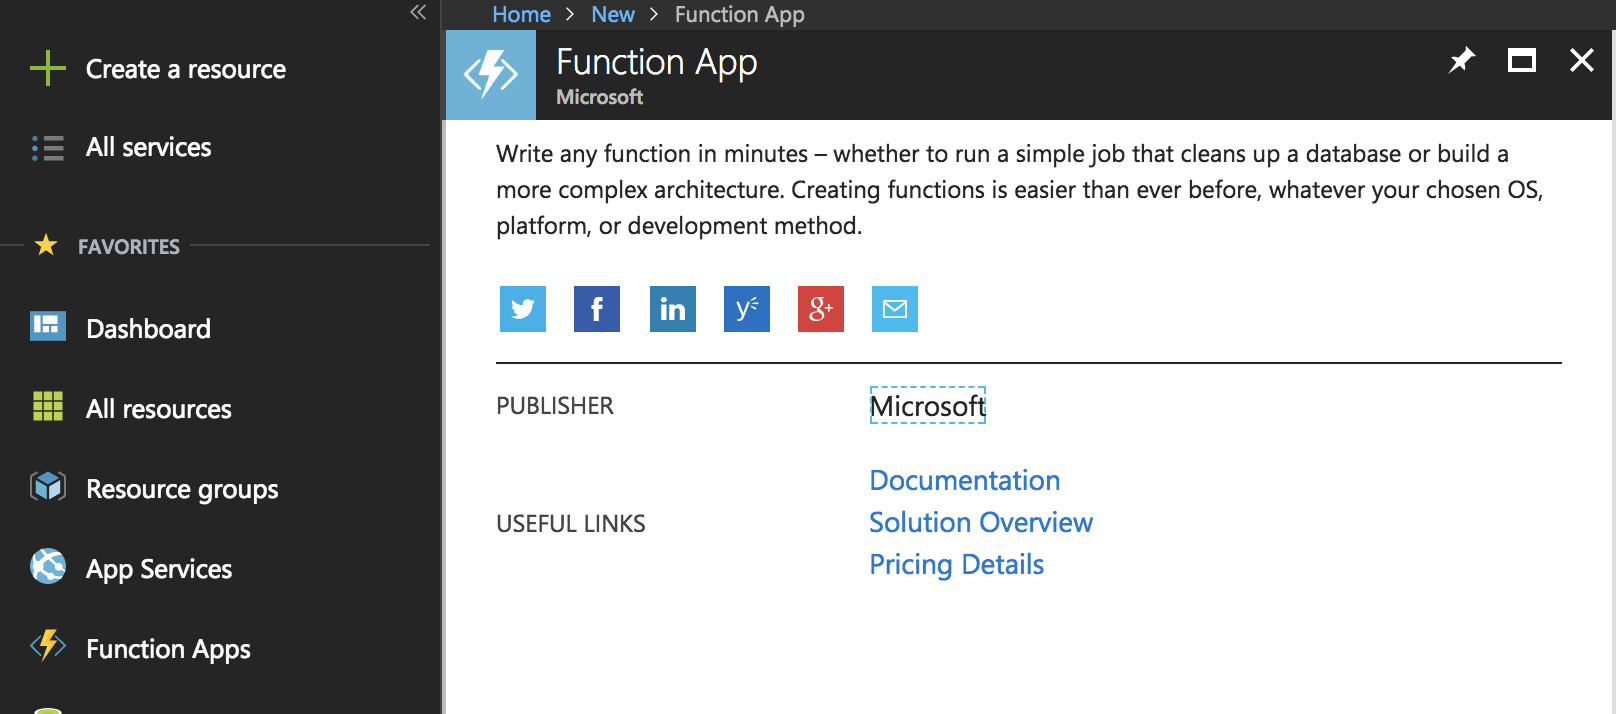 Create a resource
All services
FAVORITES
Dashboard
All resources
Resource groups
App Services
Function Apps
Home > New > Function App
Function App
Microsoft
Write any function in minutes – whether to run a simple job that cleans up a database or build a
more complex architecture. Creating functions is easier than ever before, whatever your chosen OS,
platform, or development method.
PUBLISHER Microsoft
USEFUL LINKS
Documentation
Solution Overview
Pricing Details